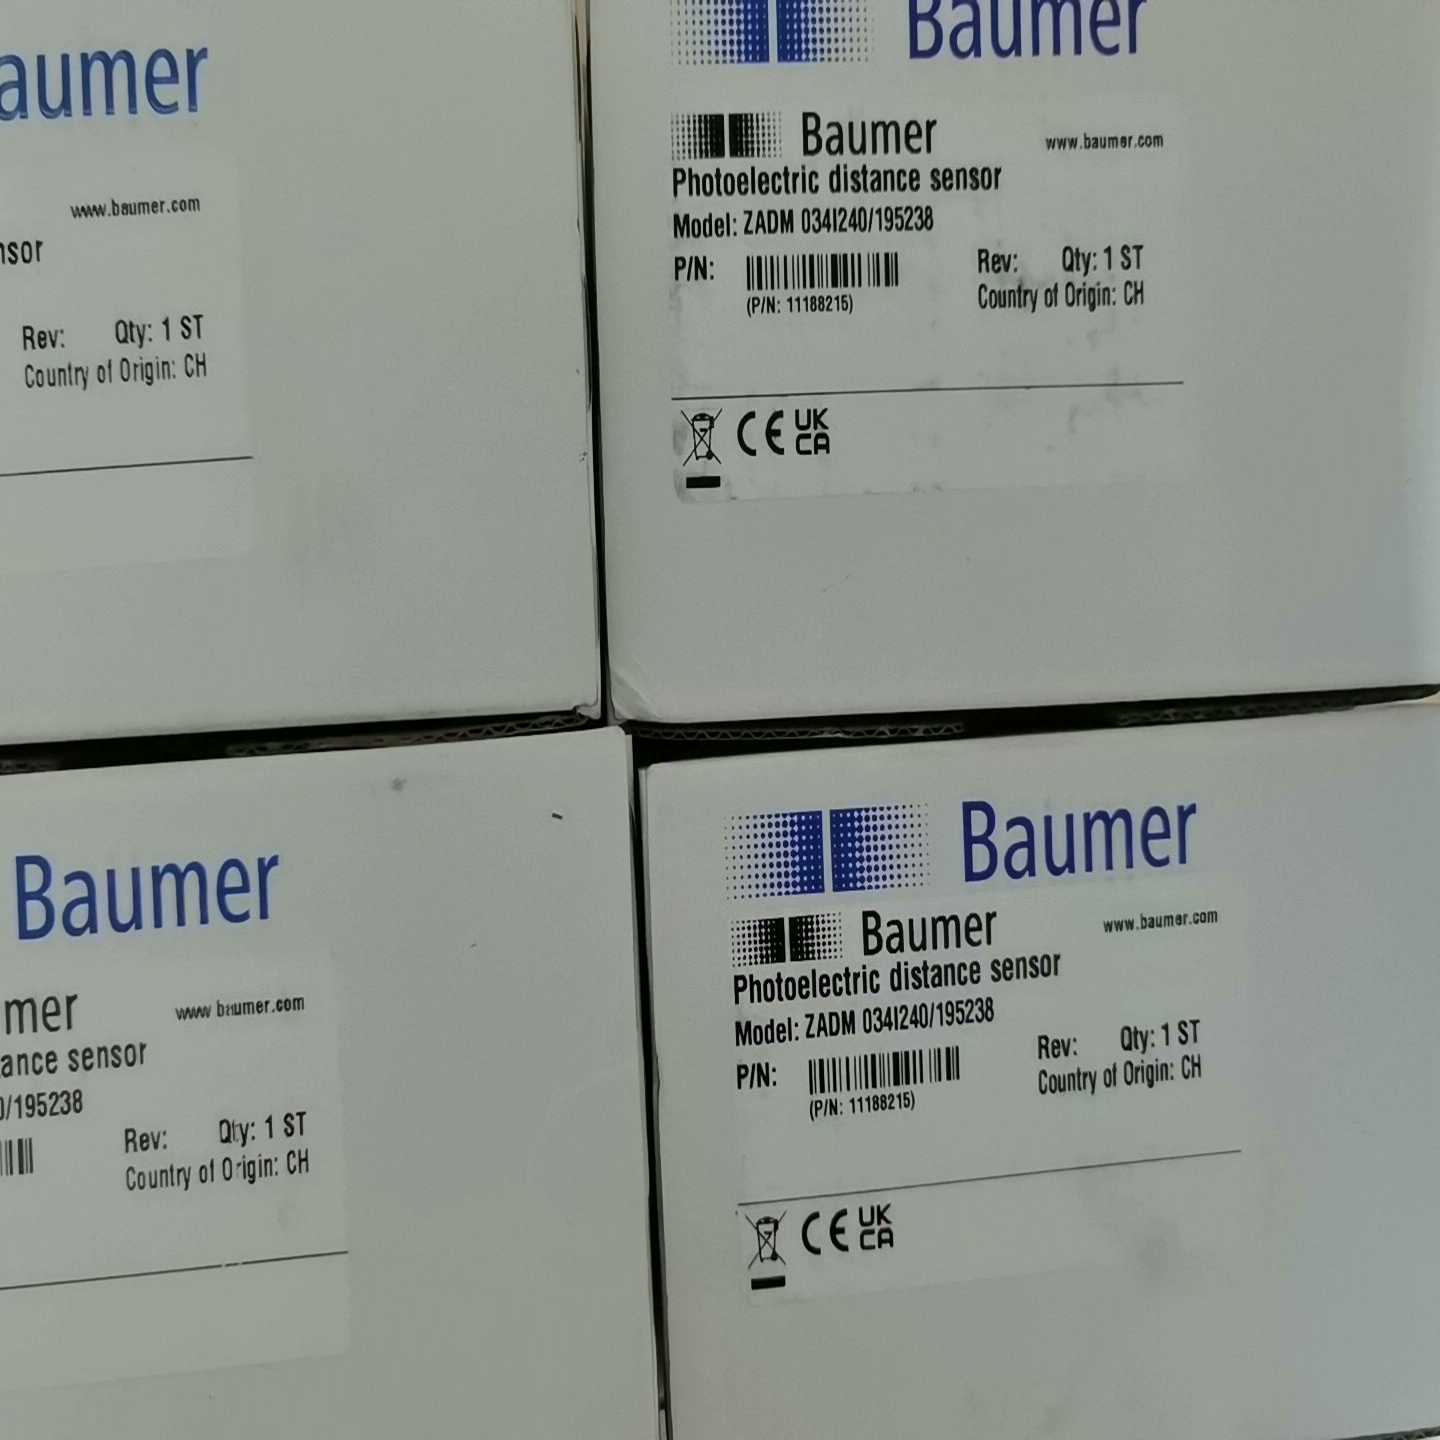 aumer
www.baumer.com
nsor
Rev: Qty: 1 ST
Country of Origin: CH
Baumer
Baumer www.baumer.com
Photoelectric distance sensor
Model: ZADM 034I240/195238
P/N: Rev: Qty: 1 ST
(P/N: 11188215) Country of Origin: CH
CE UK
CA
Baumer
mer www.baumer.com
ance sensor
0/195238
Rev: Qty: 1 ST
Country of Origin: CH
Baumer
Baumer www.baumer.com
Photoelectric distance sensor
Model: ZADM 034I240/195238
P/N: Rev: Qty: 1 ST
(P/N: 11188215) Country of Origin: CH
CE UK
CA